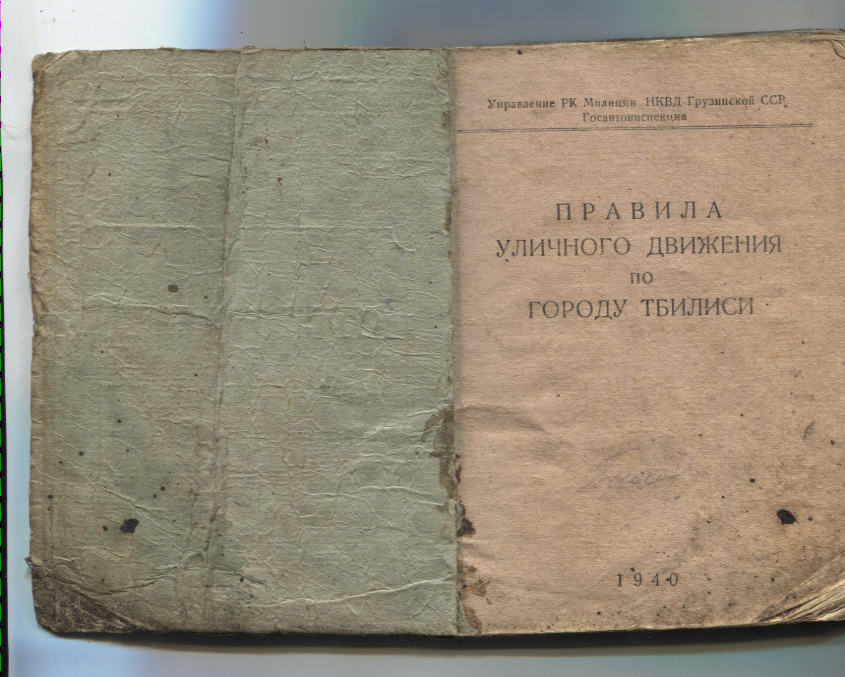 Управление РК Милиции НКВД Грузинской ССР.
Госавтоинспекция
ПРАВИЛА
УЛИЧНОГО ДВИЖЕНИЯ
ПО
ГОРОДУ ТБИЛИСИ
1940